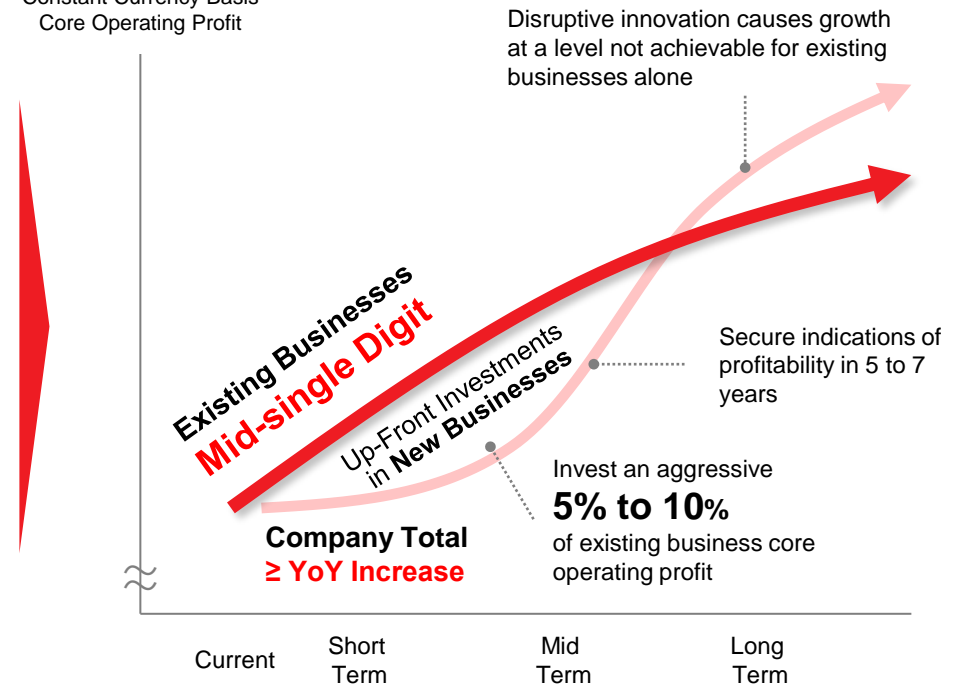 Constant Currency Basis
Core Operating Profit
Disruptive innovation causes growth
at a level not achievable for existing
businesses alone
Existing Businesses
Mid-single Digit
Up-Front Investments
in New Businesses
Secure indications of
profitability in 5 to 7
years
Invest an aggressive
5% to 10%
of existing business core
operating profit
Company Total
≥ YoY Increase
Current
Short
Term
Mid
Term
Long
Term